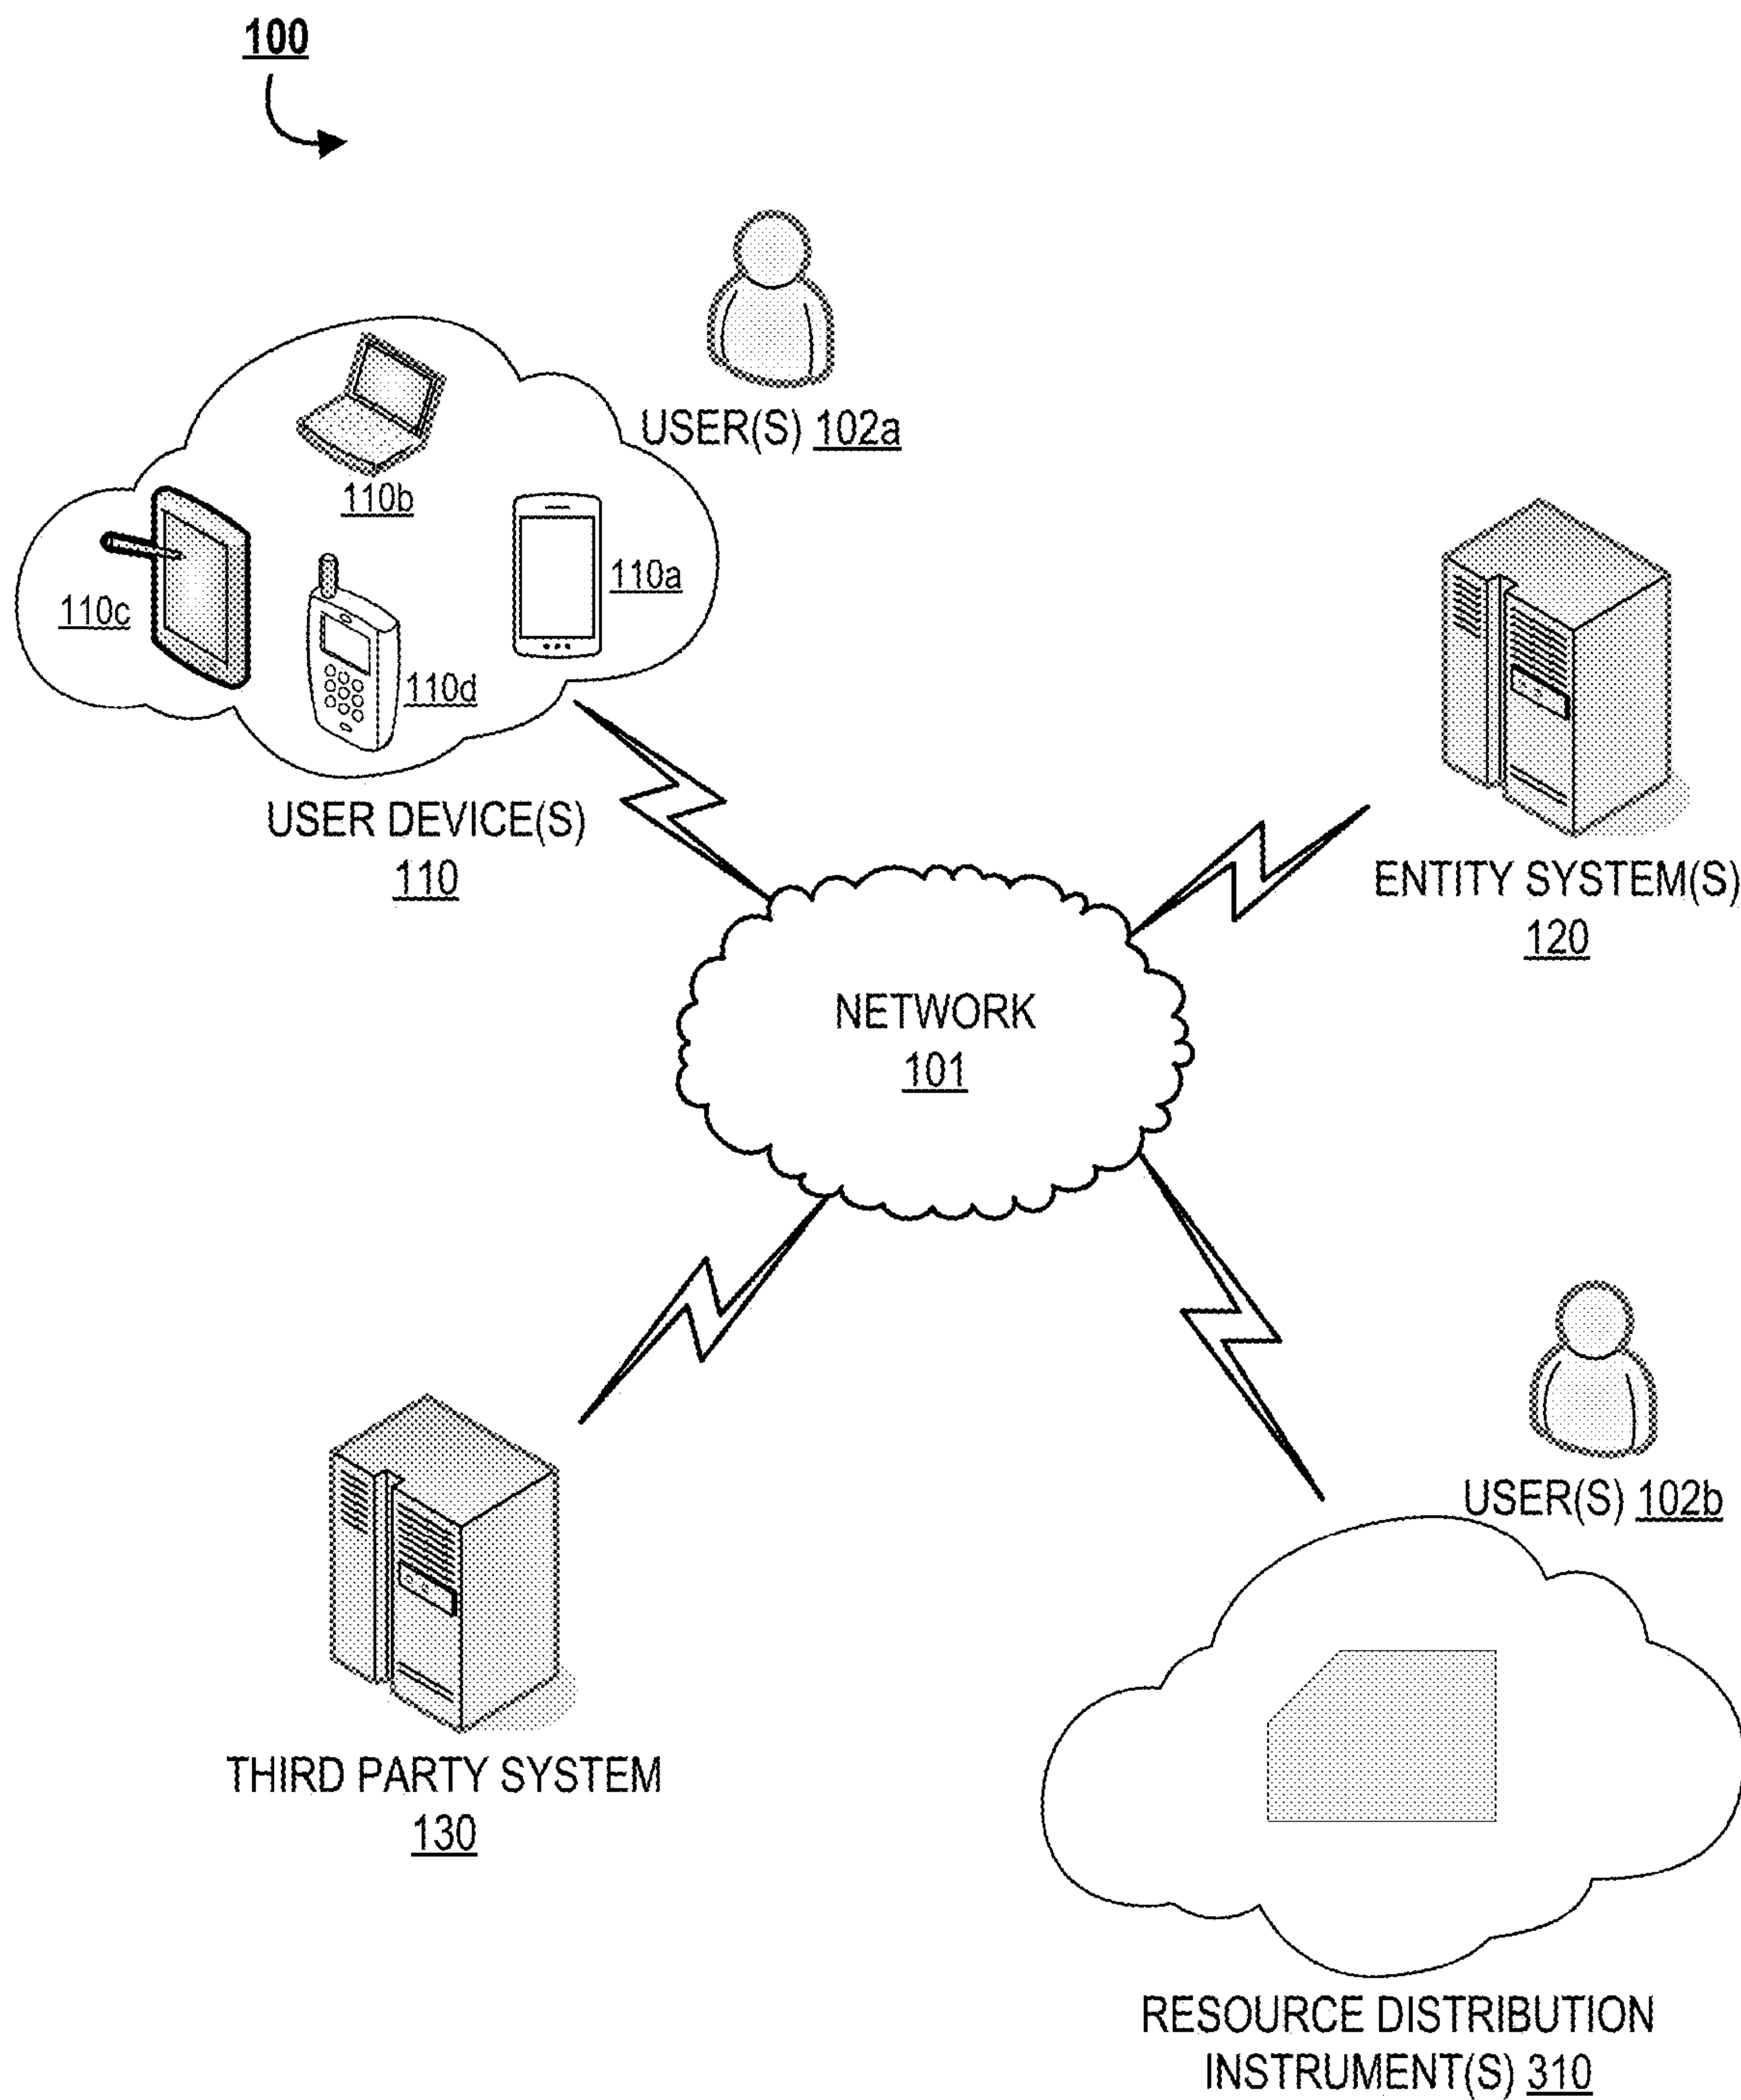 100
USER(S) 102a
110b
110a
110c
110d
USER DEVICE(S)
110
ENTITY SYSTEM(S)
120
NETWORK
101
USER(S) 102b
THIRD PARTY SYSTEM
130
RESOURCE DISTRIBUTION
INSTRUMENT(S) 310